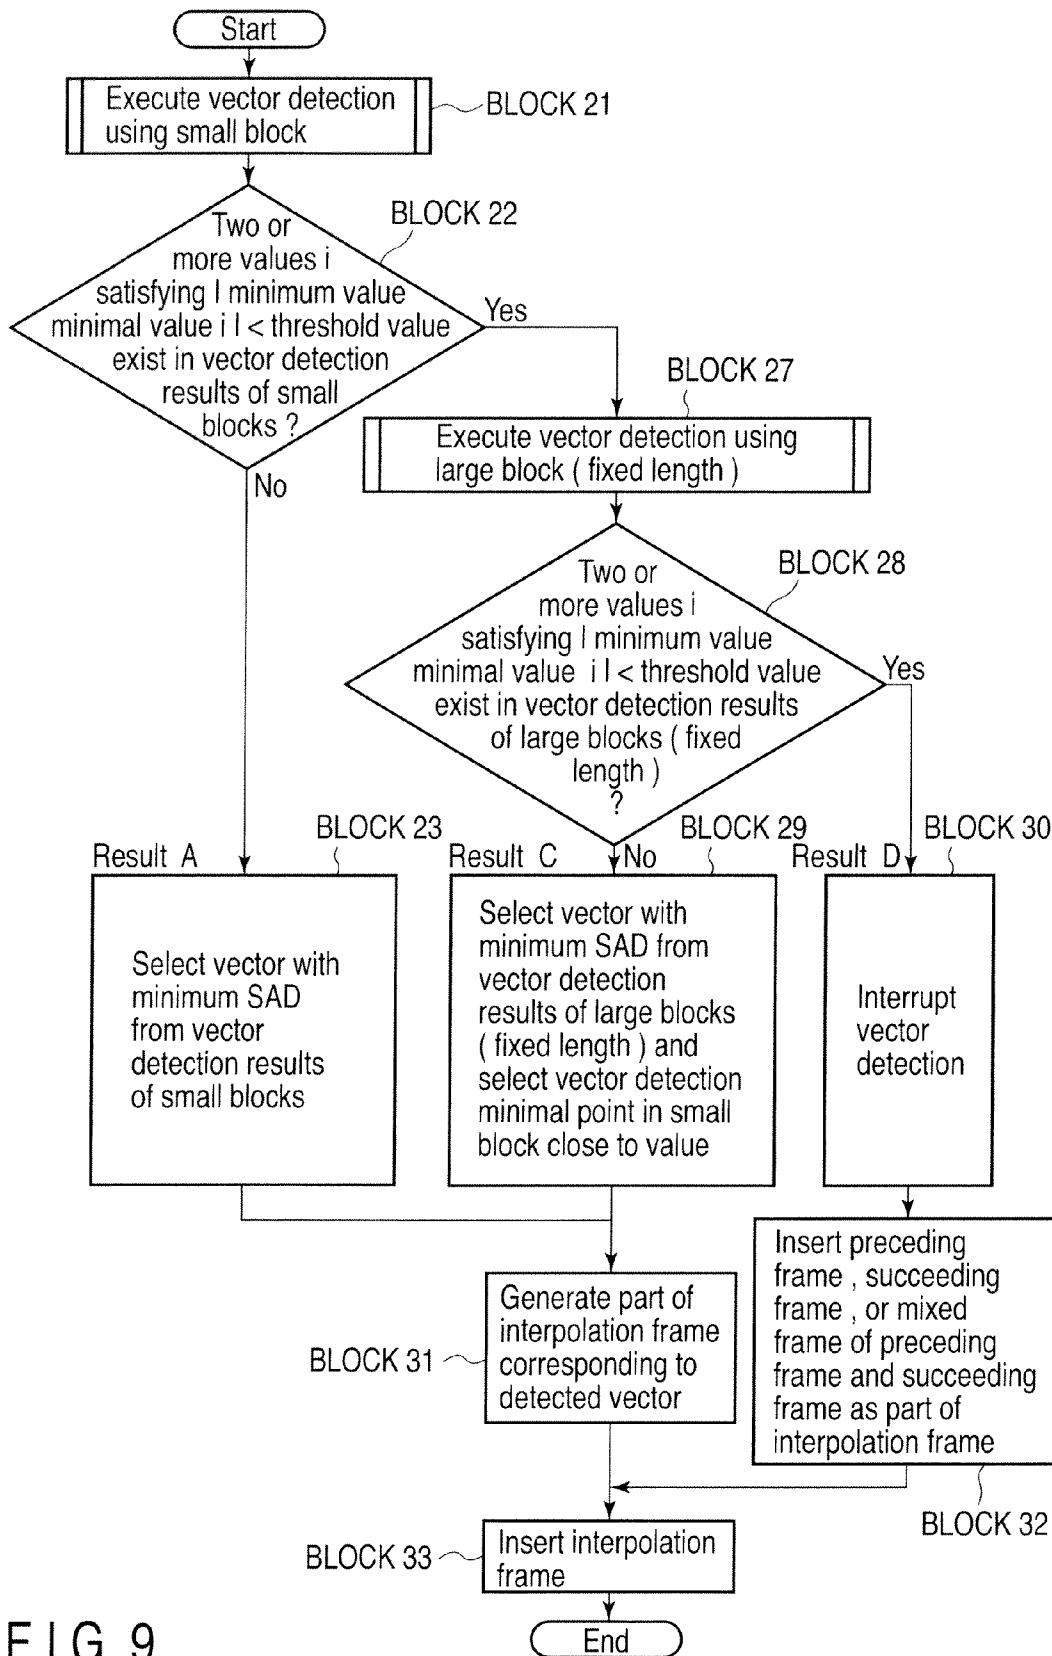 Start
Execute vector detection
using small block
BLOCK 21
BLOCK 22
Two or
more values i
satisfying | minimum value
minimal value i | < threshold value
exist in vector detection
results of small
blocks ?
Yes
No
BLOCK 27
Execute vector detection using
large block ( fixed length )
BLOCK 28
Two or
more values i
satisfying | minimum value
minimal value i | < threshold value
exist in vector detection results
of large blocks ( fixed
length )
?
Yes
No
BLOCK 23
Result A
Select vector with
minimum SAD
from vector
detection results
of small blocks
BLOCK 29
Result C
Select vector with
minimum SAD from
vector detection
results of large blocks
( fixed length ) and
select vector detection
minimal point in small
block close to value
BLOCK 30
Result D
Interrupt
vector
detection
Generate part of
interpolation frame
corresponding to
detected vector
BLOCK 31
Insert preceding
frame , succeeding
frame , or mixed
frame of preceding
frame and succeeding
frame as part of
interpolation frame
BLOCK 32
BLOCK 33
Insert interpolation
frame
End
FIG. 9